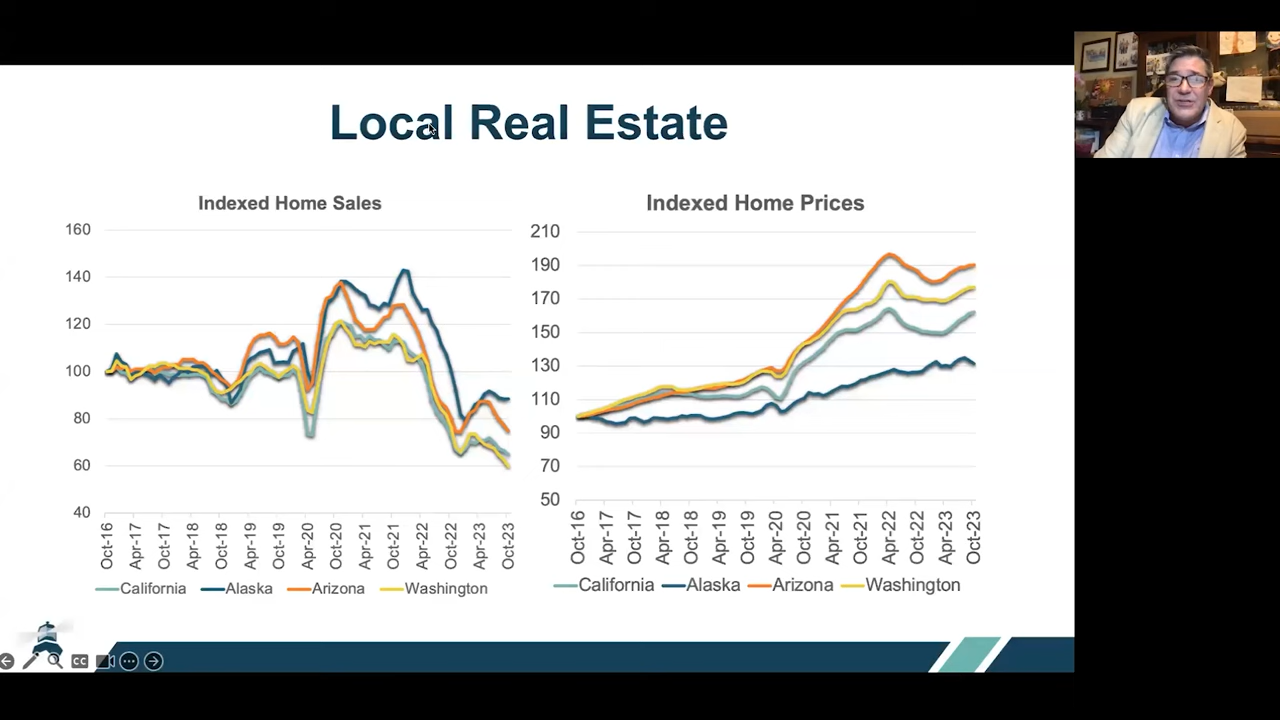 Local Real Estate
Indexed Home Sales
160
140
120
100
80
60
40
Oct-16
Apr-17
Oct-17
Apr-18
Oct-18
Apr-19
Oct-19
Apr-20
Oct-20
Apr-21
Oct-21
Apr-22
Oct-22
Apr-23
Oct-23
California Alaska Arizona Washington
Indexed Home Prices
210
190
170
150
130
110
90
70
50
Oct-16
Apr-17
Oct-17
Apr-18
Oct-18
Apr-19
Oct-19
Apr-20
Oct-20
Apr-21
Oct-21
Apr-22
Oct-22
Apr-23
Oct-23
California Alaska Arizona Washington
CC